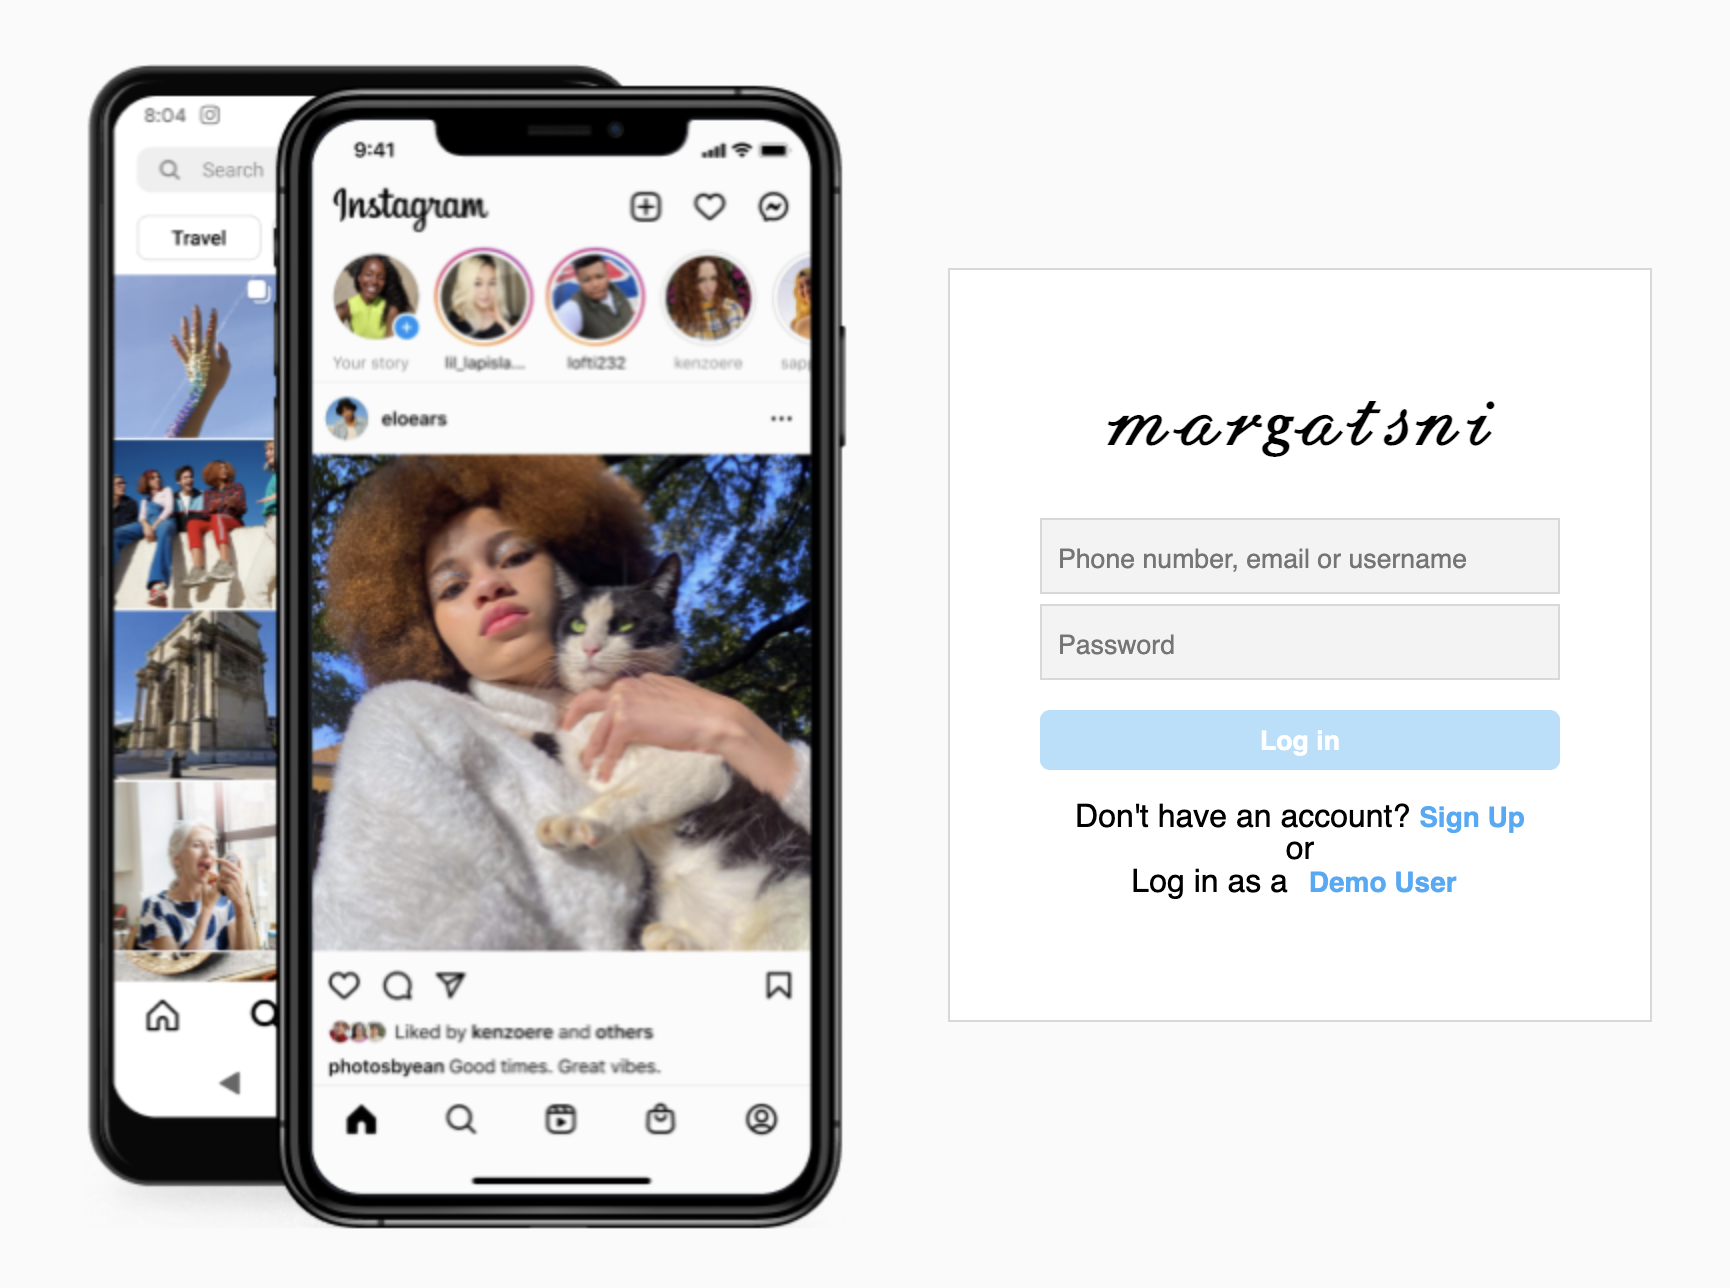 8:04
Search
Travel
9:41
Instagram
Your story
lil_lapisla...
lofti232
kenzoere
eloears
Liked by kenzoere and others
photosbyean Good times. Great vibes.
margatsni
Phone number, email or username
Password
Log in
Don't have an account? Sign Up
or
Log in as a Demo User